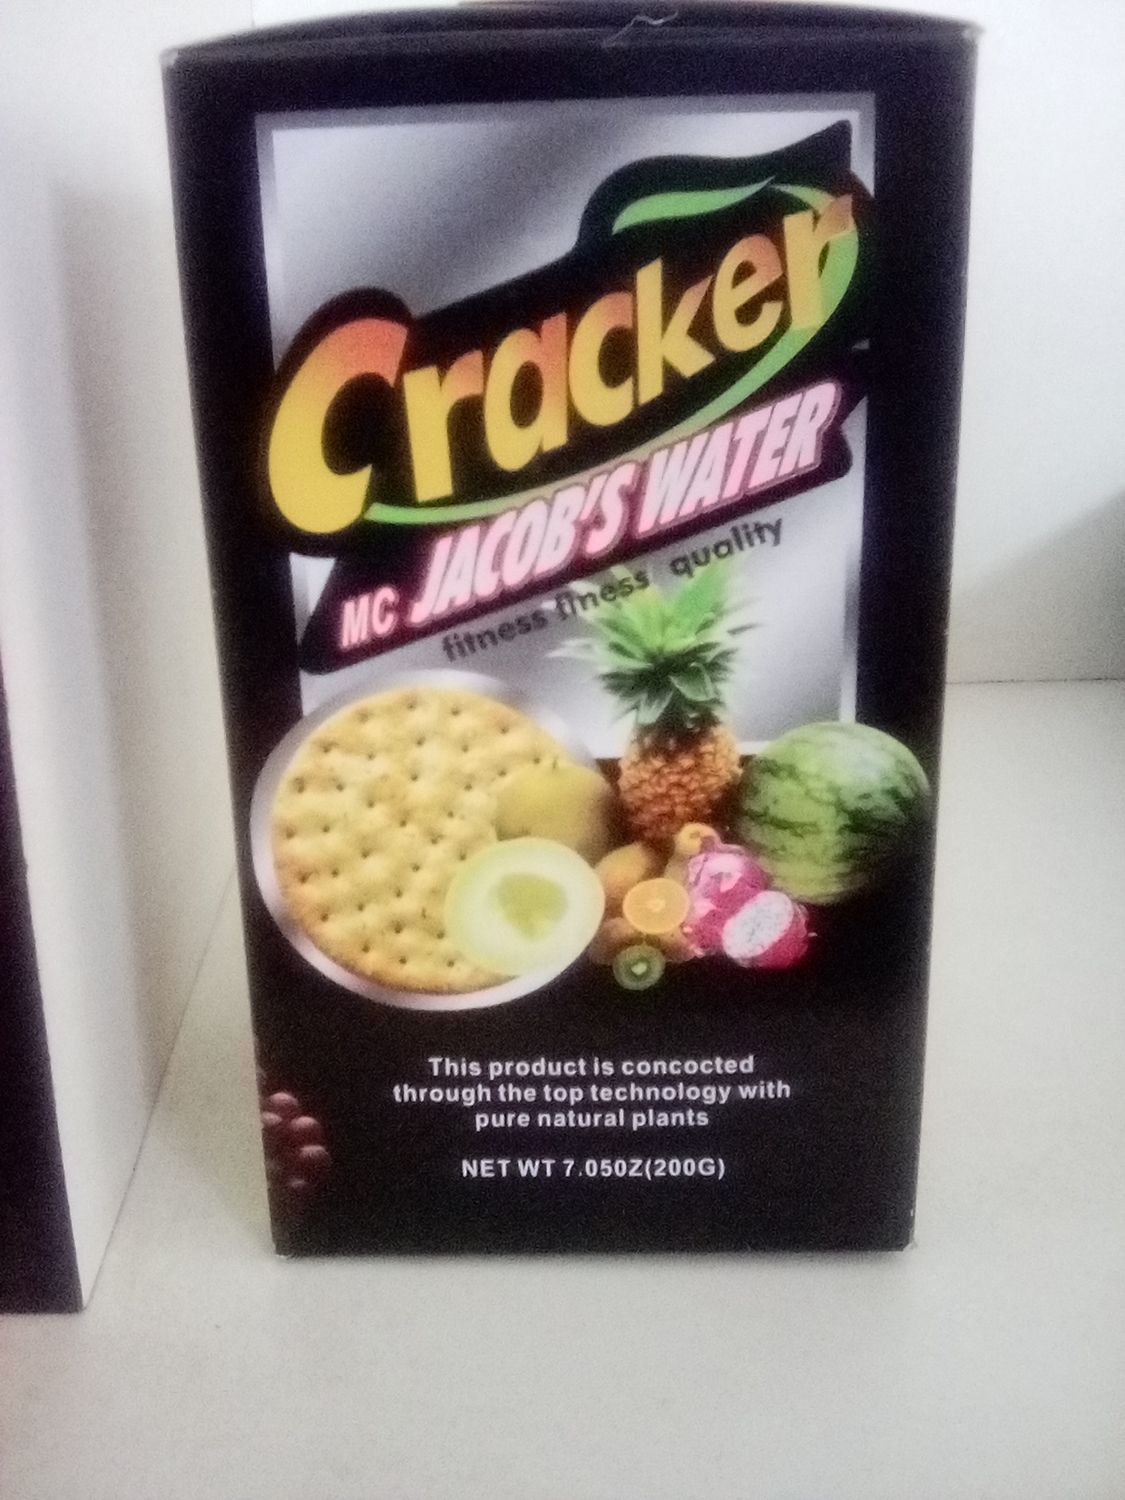 Cracker
MC JACOB'S WATER
fitness finess quality
This product is concocted
through the top technology with
pure natural plants
NET WT 7.050Z(200G)